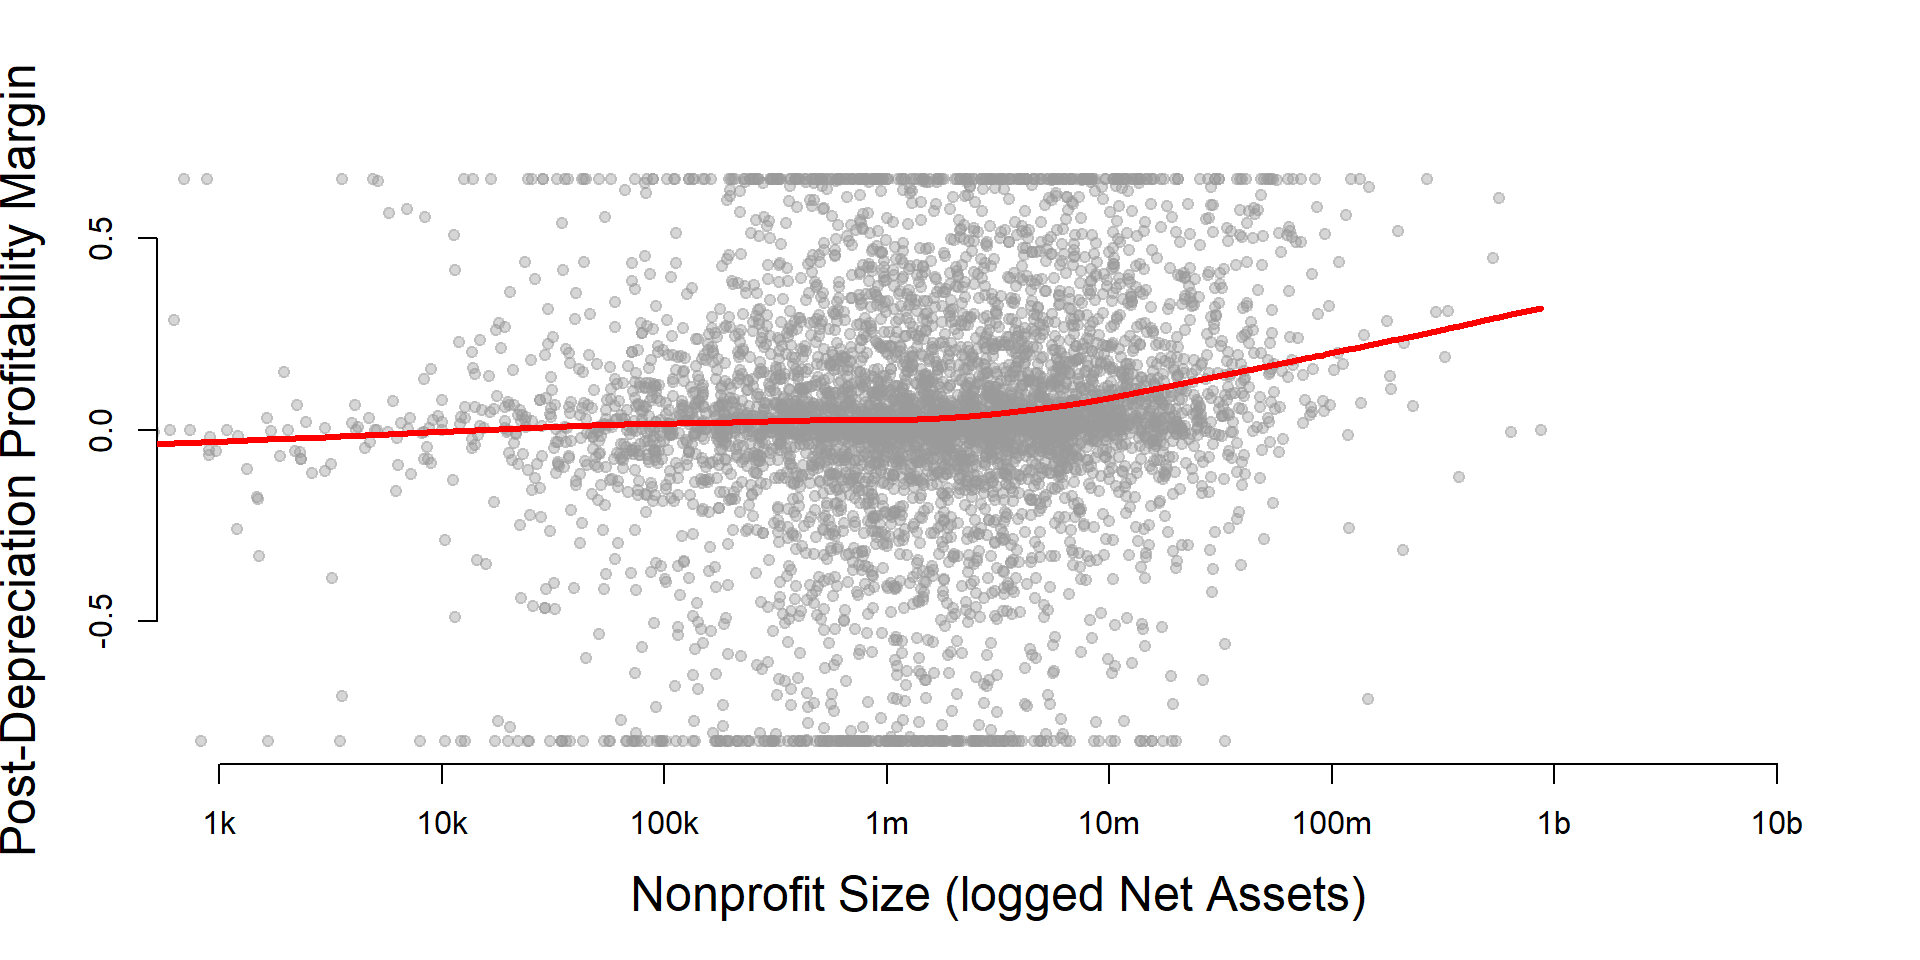 Post-Depreciation Profitability Margin
0.5
0.0
-0.5
1k 10k 100k 1m 10m 100m 1b 10b
Nonprofit Size (logged Net Assets)